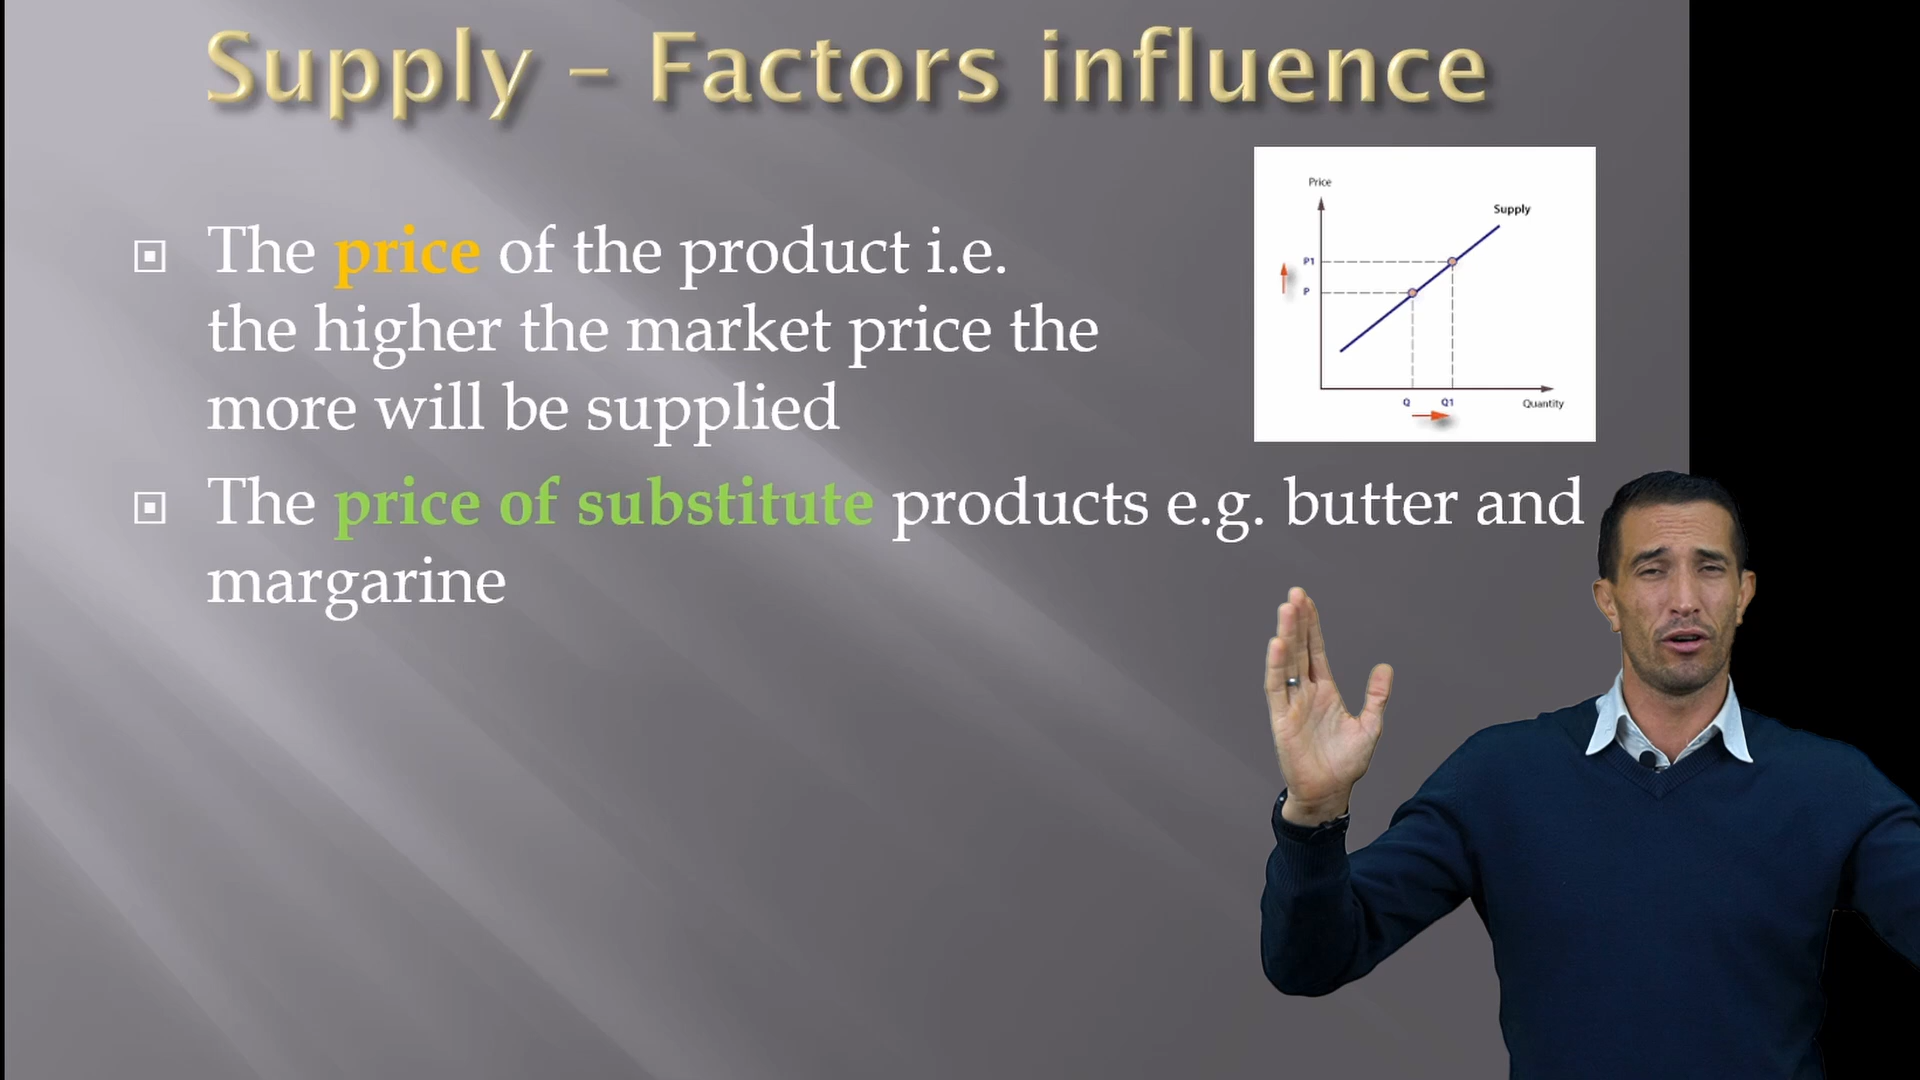 Supply – Factors influence
The price of the product i.e.
the higher the market price the
more will be supplied
Price
Supply
P1
P
Q
Q1
Quantity
The price of substitute products e.g. butter and
margarine